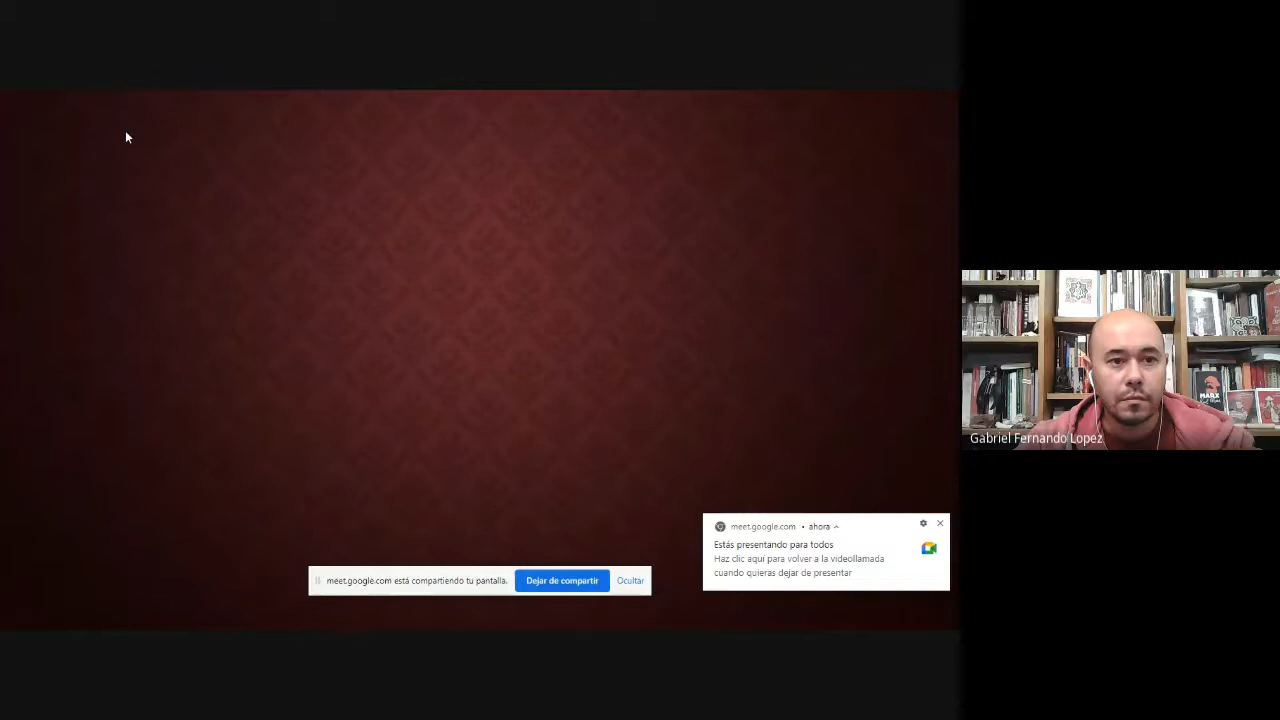 meet.google.com • ahora
Estás presentando para todos
Haz clic aquí para volver a la videollamada
cuando quieras dejar de presentar
meet.google.com está compartiendo tu pantalla.
Dejar de compartir
Ocultar
MARX
Gabriel Fernando Lopez